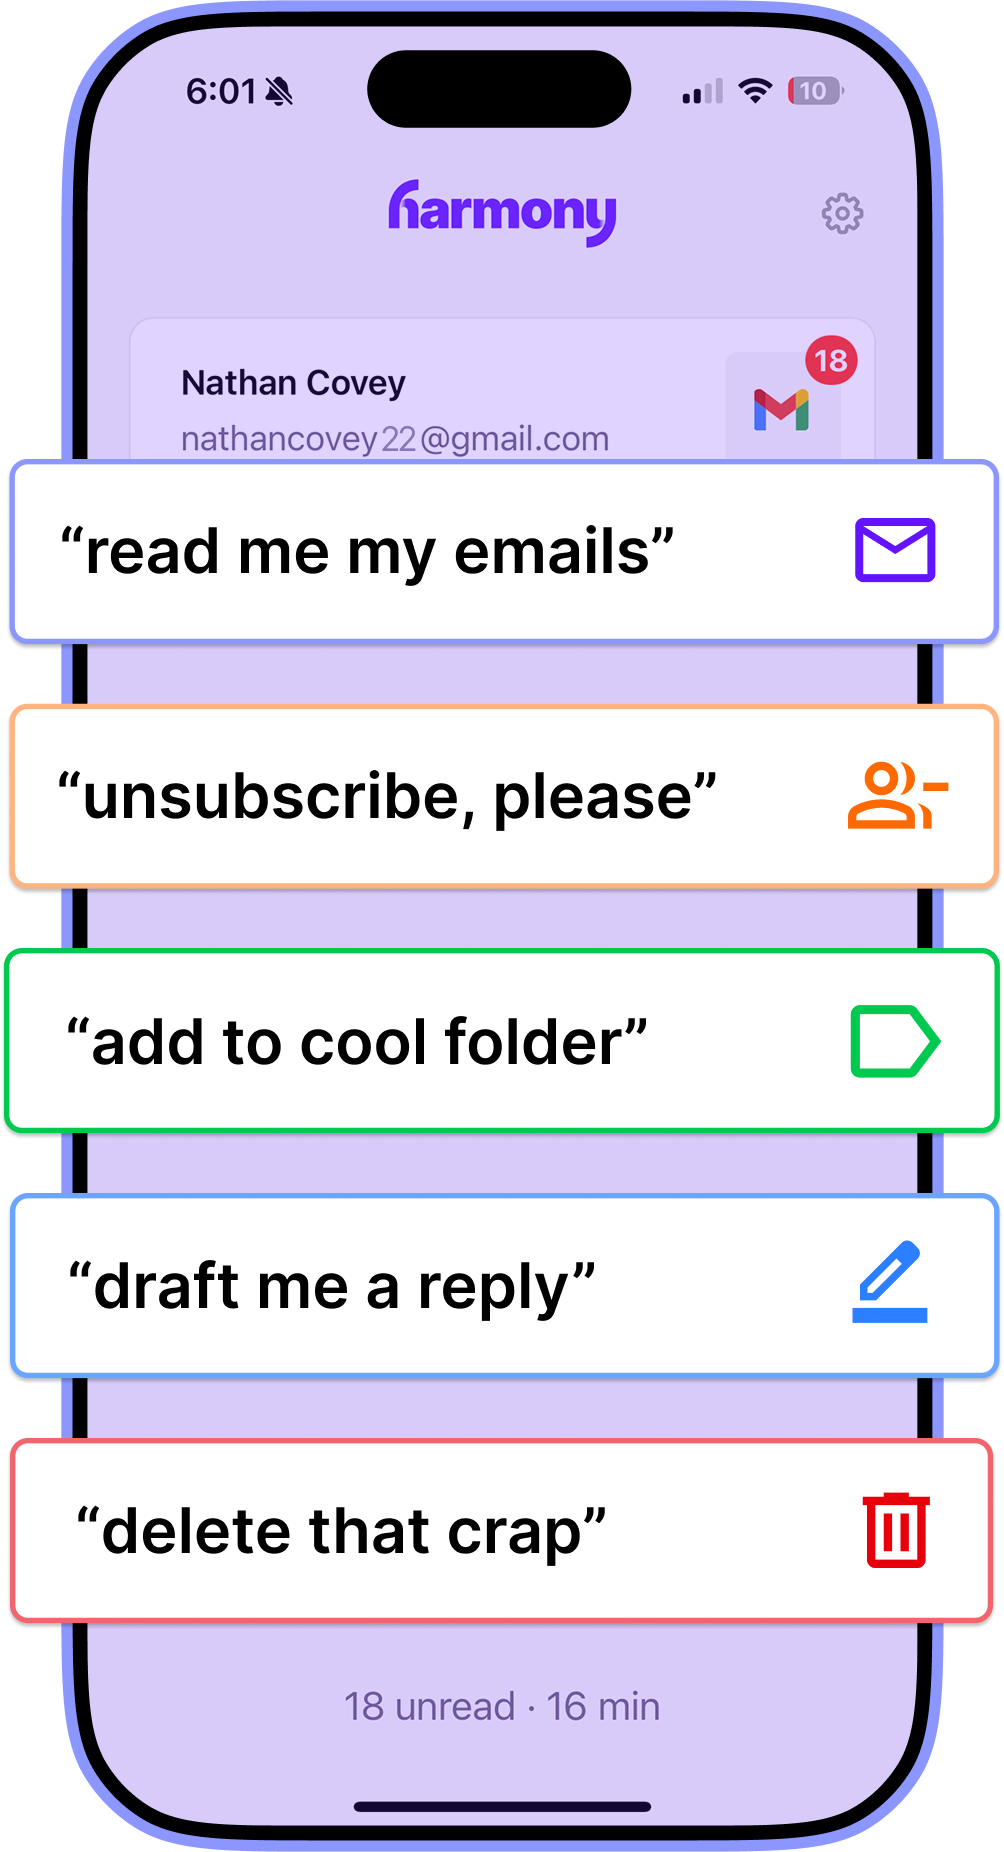 6:01
10
harmony
Nathan Covey
18
nathancovey22@gmail.com
“read me my emails”
“unsubscribe, please”
“add to cool folder”
“draft me a reply”
“delete that crap”
18 unread · 16 min